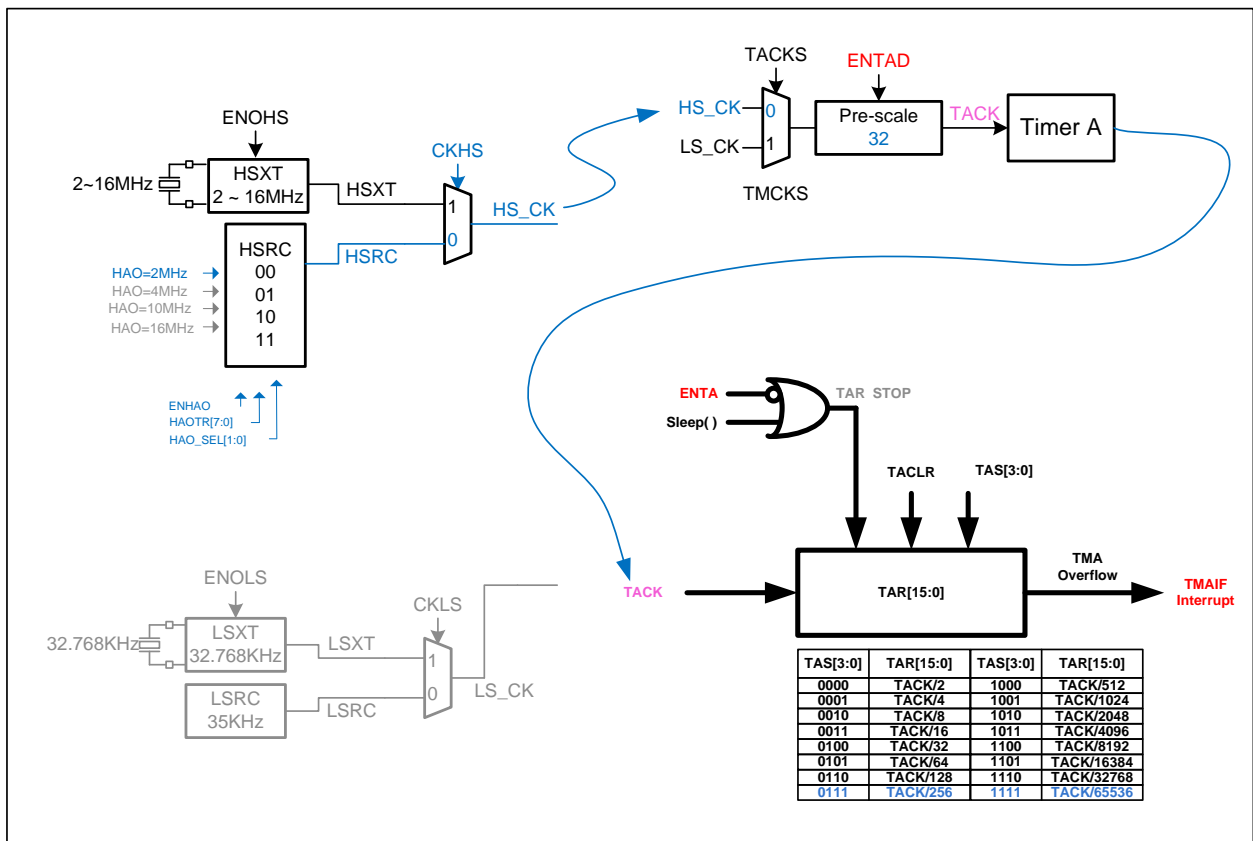 TACKS
ENTAD
HS_CK
0
LS_CK
1
Pre-scale
32
TACK
Timer A
TMCKS
ENOHS
2~16MHz
HSXT
2 ~ 16MHz
HSXT
CKHS
1
0
HS_CK
HSRC
HSRC
00
01
10
11
HAO=2MHz
HAO=4MHz
HAO=10MHz
HAO=16MHz
ENHAO
HAOTR[7:0]
HAO_SEL[1:0]
ENTA
Sleep( )
TAR STOP
TACLR
TAS[3:0]
TACK
TAR[15:0]
TMA
Overflow
TMAIF
Interrupt
ENOLS
32.768KHz
LSXT
32.768KHz
LSXT
CKLS
1
0
LS_CK
LSRC
35KHz
LSRC
TAS[3:0] TAR[15:0] TAS[3:0] TAR[15:0]
0000 TACK/2 1000 TACK/512
0001 TACK/4 1001 TACK/1024
0010 TACK/8 1010 TACK/2048
0011 TACK/16 1011 TACK/4096
0100 TACK/32 1100 TACK/8192
0101 TACK/64 1101 TACK/16384
0110 TACK/128 1110 TACK/32768
0111 TACK/256 1111 TACK/65536